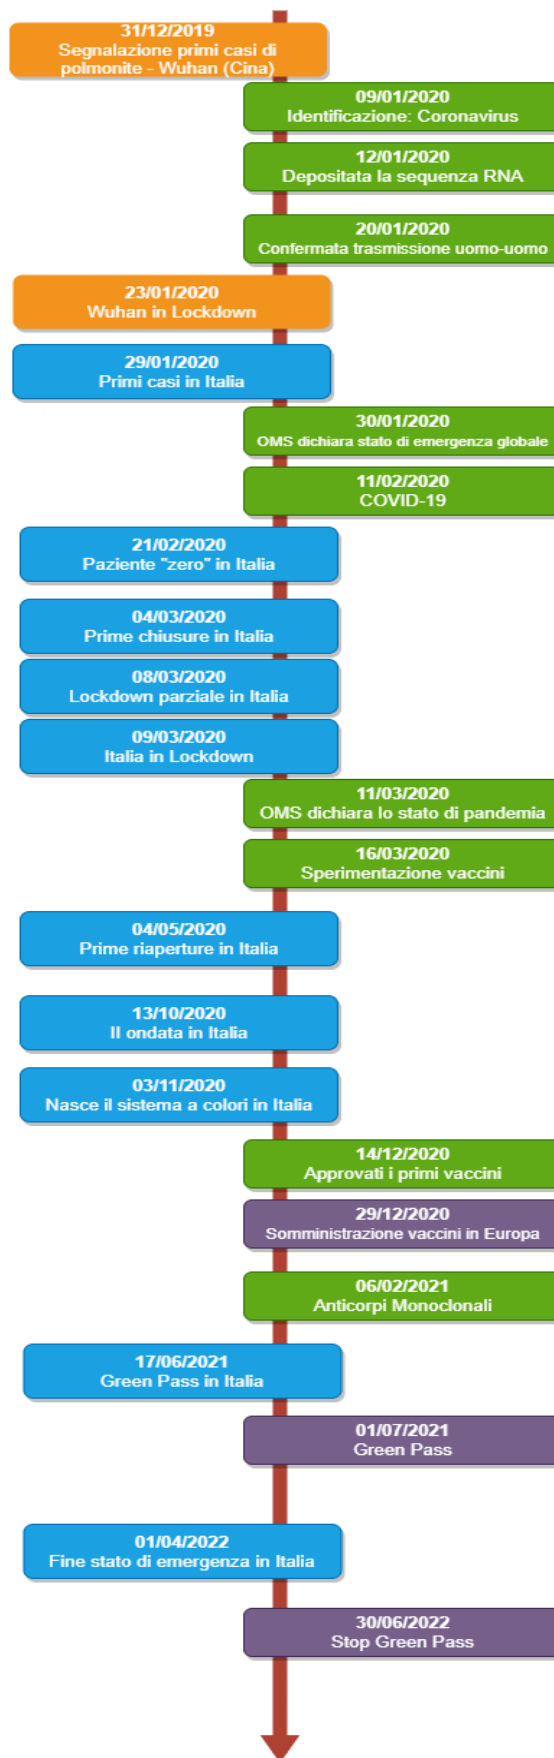 31/12/2019
Segnalazione primi casi di
polmonite - Wuhan (Cina)
09/01/2020
Identificazione: Coronavirus
12/01/2020
Depositata la sequenza RNA
20/01/2020
Confermata trasmissione uomo-uomo
23/01/2020
Wuhan in Lockdown
29/01/2020
Primi casi in Italia
30/01/2020
OMS dichiara stato di emergenza globale
11/02/2020
COVID-19
21/02/2020
Paziente "zero" in Italia
04/03/2020
Prime chiusure in Italia
08/03/2020
Lockdown parziale in Italia
09/03/2020
Italia in Lockdown
11/03/2020
OMS dichiara lo stato di pandemia
16/03/2020
Sperimentazione vaccini
04/05/2020
Prime riaperture in Italia
13/10/2020
II ondata in Italia
03/11/2020
Nasce il sistema a colori in Italia
14/12/2020
Approvati i primi vaccini
29/12/2020
Somministrazione vaccini in Europa
06/02/2021
Anticorpi Monoclonali
17/06/2021
Green Pass in Italia
01/07/2021
Green Pass
01/04/2022
Fine stato di emergenza in Italia
30/06/2022
Stop Green Pass